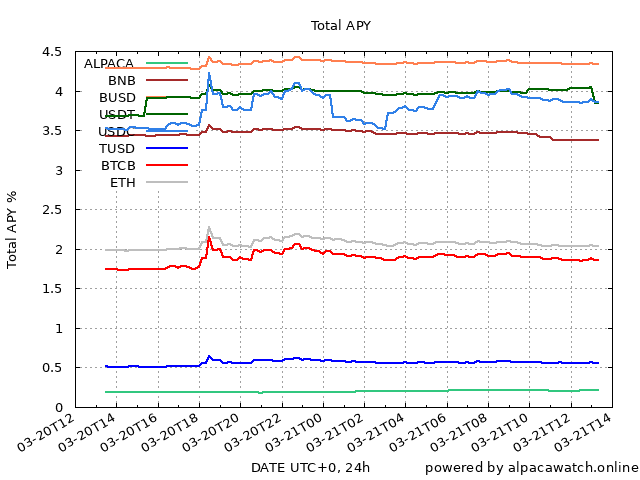 Total APY
Total APY %
4.5
4
3.5
3
2.5
2
1.5
1
0.5
0
ALPACA
BNB
BUSD
USDT
USDC
TUSD
BTCB
ETH
03-20T12
03-20T14
03-20T16
03-20T18
03-20T20
03-20T22
03-21T00
03-21T02
03-21T04
03-21T06
03-21T08
03-21T10
03-21T12
03-21T14
DATE UTC+0, 24h
powered by alpacawatch.online